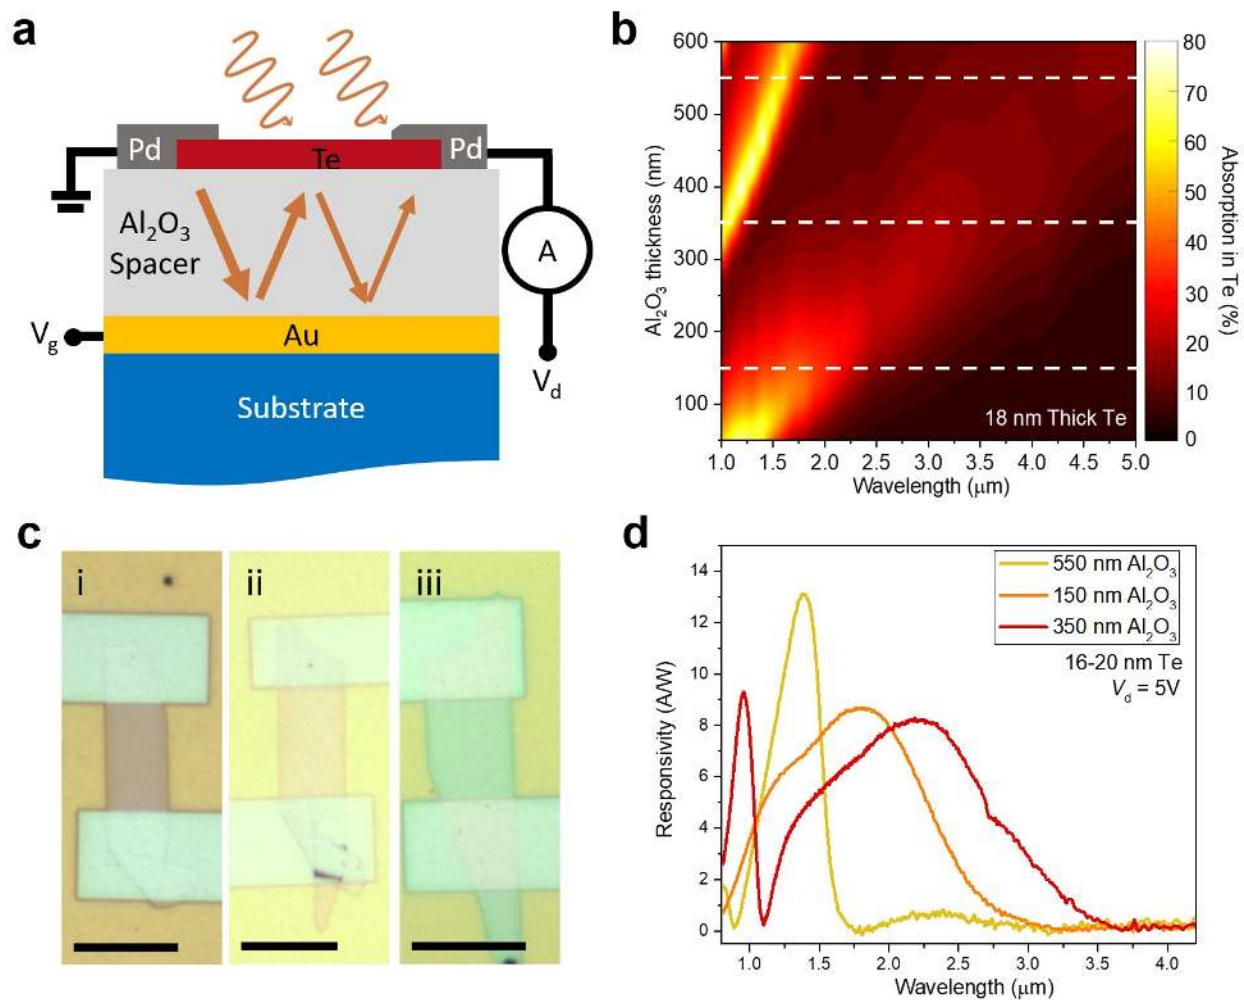 a
Pd
Te
Pd
Al₂O₃
Spacer
A
Vg
Au
Vd
Substrate
b
600
500
400
300
200
100
Al₂O₃ thickness (nm)
18 nm Thick Te
1.0 1.5 2.0 2.5 3.0 3.5 4.0 4.5 5.0
Wavelength (μm)
80
70
60
50
40
30
20
10
0
Absorption in Te (%)
c
i
ii
iii
d
14
12
10
8
6
4
2
0
Responsivity (A/W)
550 nm Al₂O₃
150 nm Al₂O₃
350 nm Al₂O₃
16-20 nm Te
Vd = 5V
1.0 1.5 2.0 2.5 3.0 3.5 4.0
Wavelength (μm)